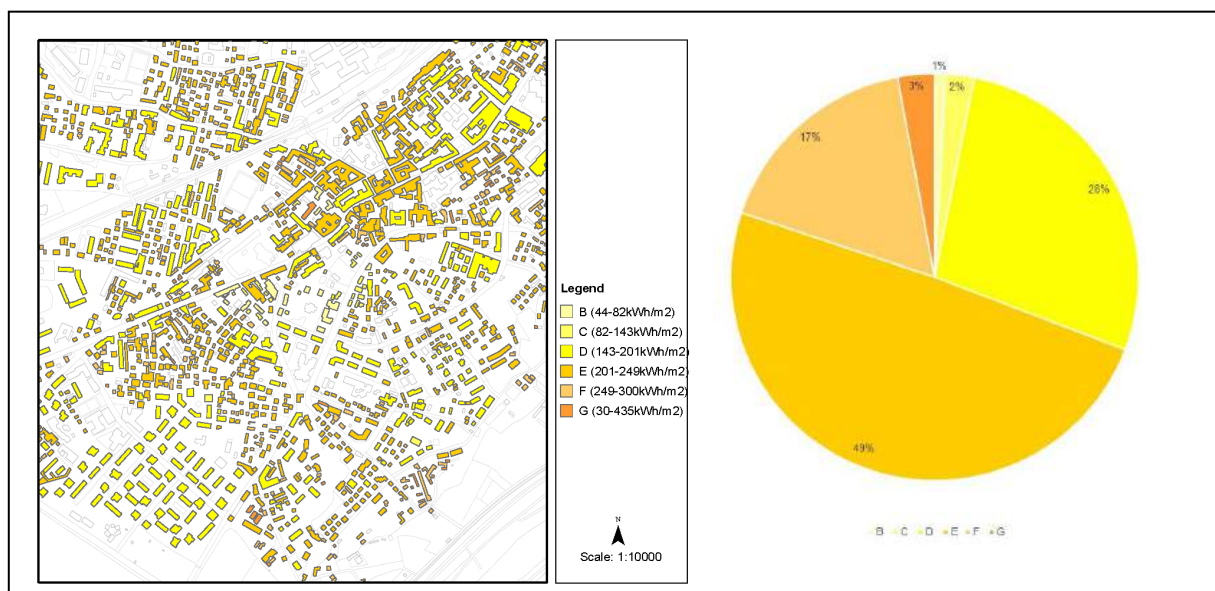 Legend
B (44-82kWh/m2)
C (82-143kWh/m2)
D (143-201kWh/m2)
E (201-249kWh/m2)
F (249-300kWh/m2)
G (30-435kWh/m2)
N
Scale: 1:10000
1%
2%
3%
17%
28%
49%
B C D E F G